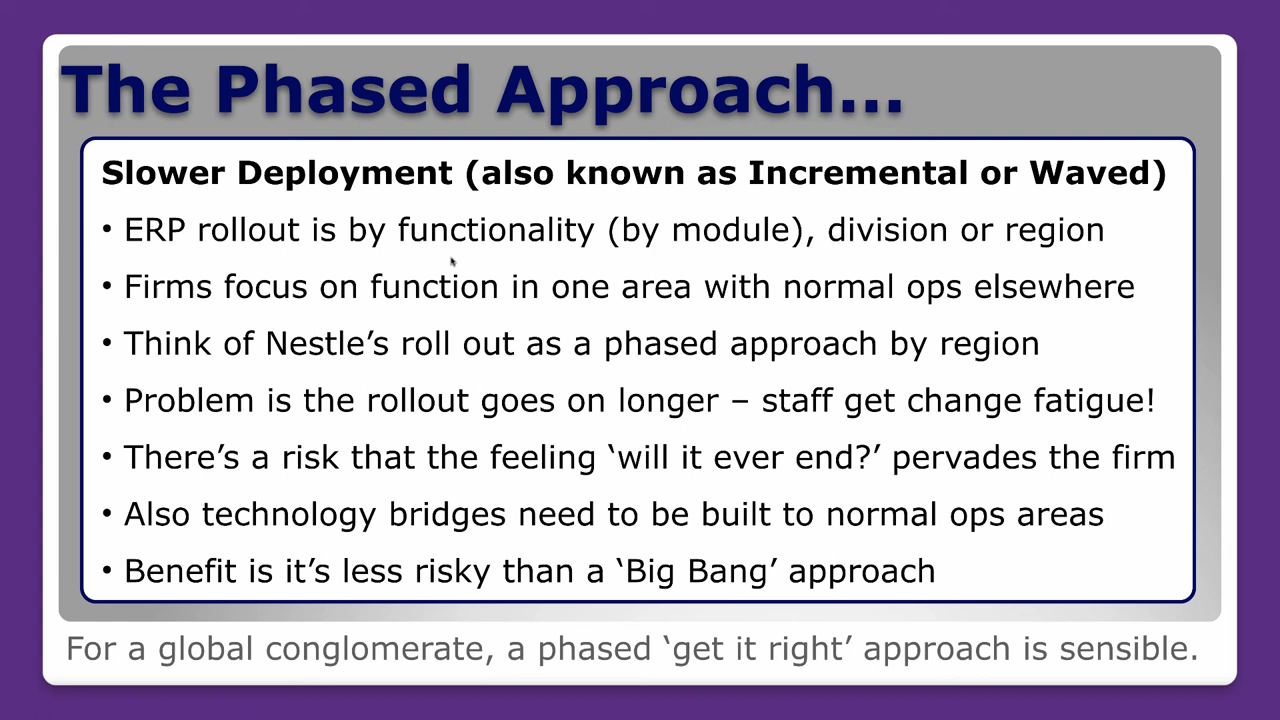 The Phased Approach...
Slower Deployment (also known as Incremental or Waved)
• ERP rollout is by functionality (by module), division or region
• Firms focus on function in one area with normal ops elsewhere
• Think of Nestle’s roll out as a phased approach by region
• Problem is the rollout goes on longer – staff get change fatigue!
• There’s a risk that the feeling ‘will it ever end?’ pervades the firm
• Also technology bridges need to be built to normal ops areas
• Benefit is it’s less risky than a ‘Big Bang’ approach
For a global conglomerate, a phased ‘get it right’ approach is sensible.